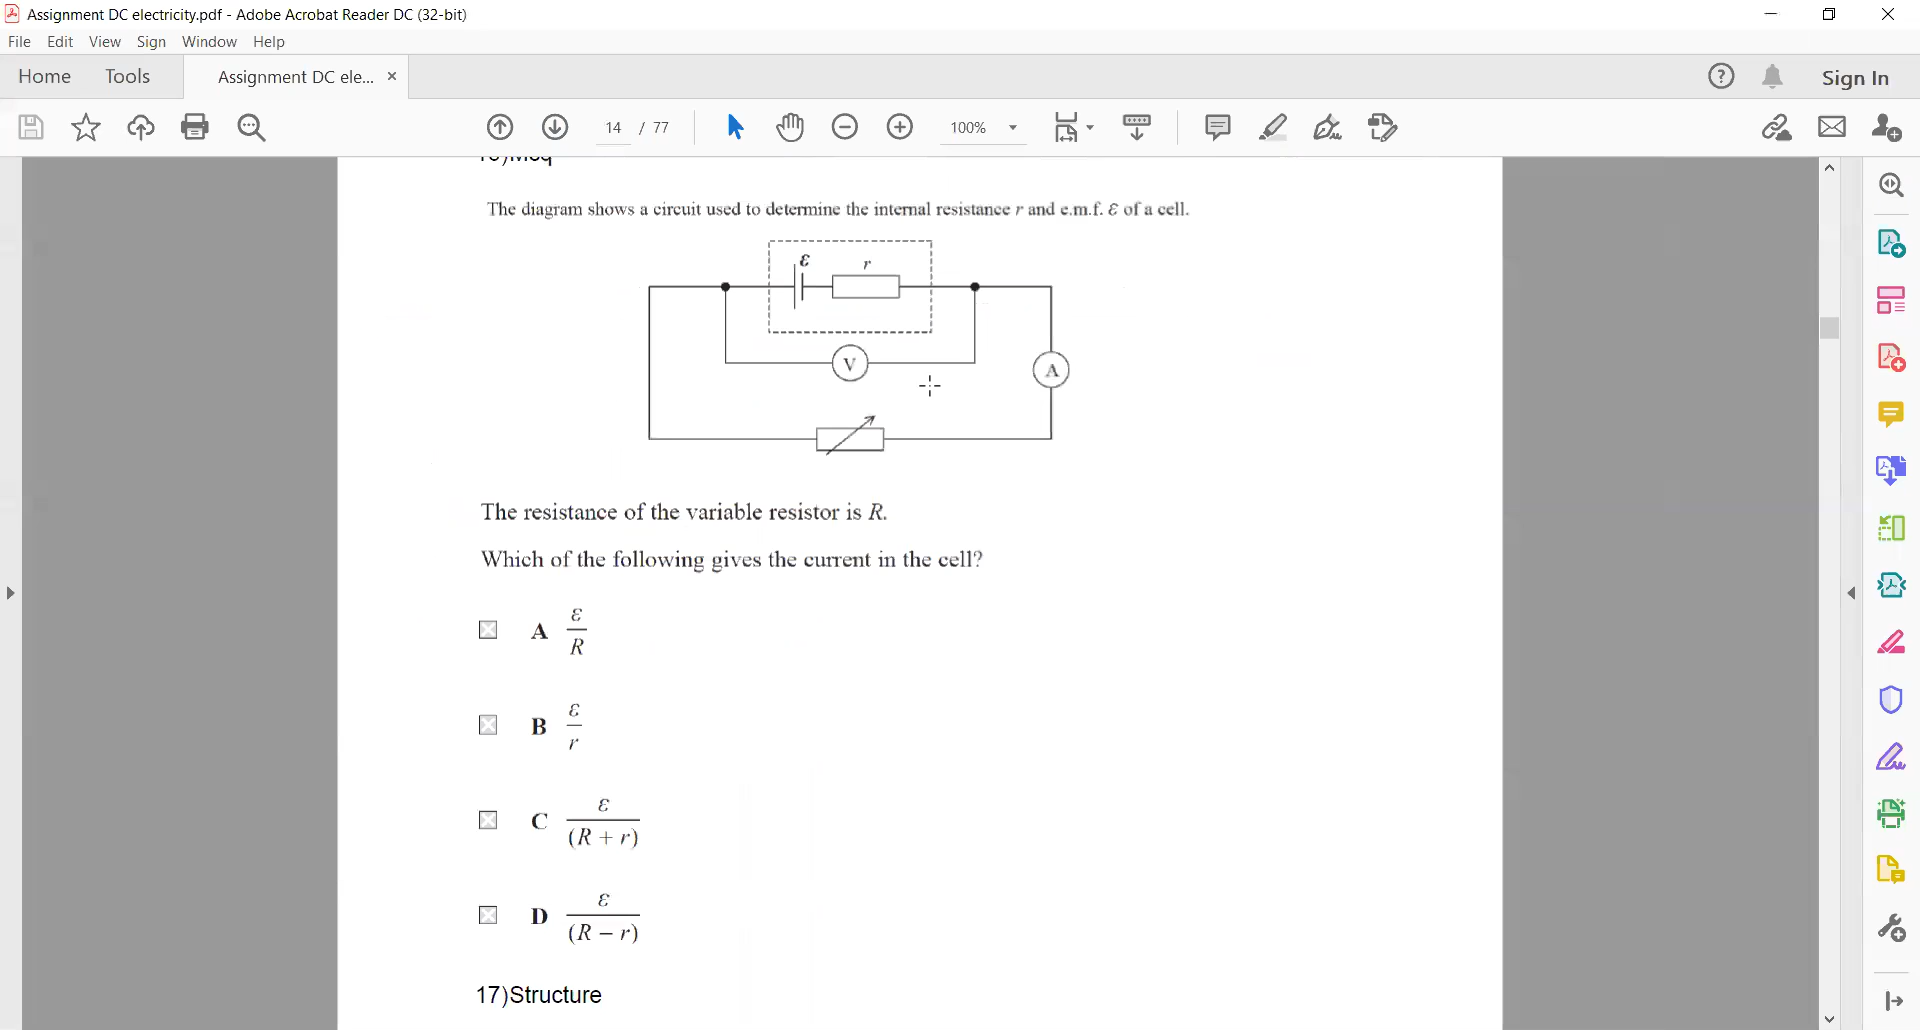 Assignment DC electricity.pdf - Adobe Acrobat Reader DC (32-bit)
File Edit View Sign Window Help
Home Tools Assignment DC ele... × Sign In
14 / 77 100%
The diagram shows a circuit used to determine the internal resistance r and e.m.f. ε of a cell.
ε r
V
A
The resistance of the variable resistor is R.
Which of the following gives the current in the cell?
A ε/R
B ε/r
C ε/(R + r)
D ε/(R − r)
17)Structure